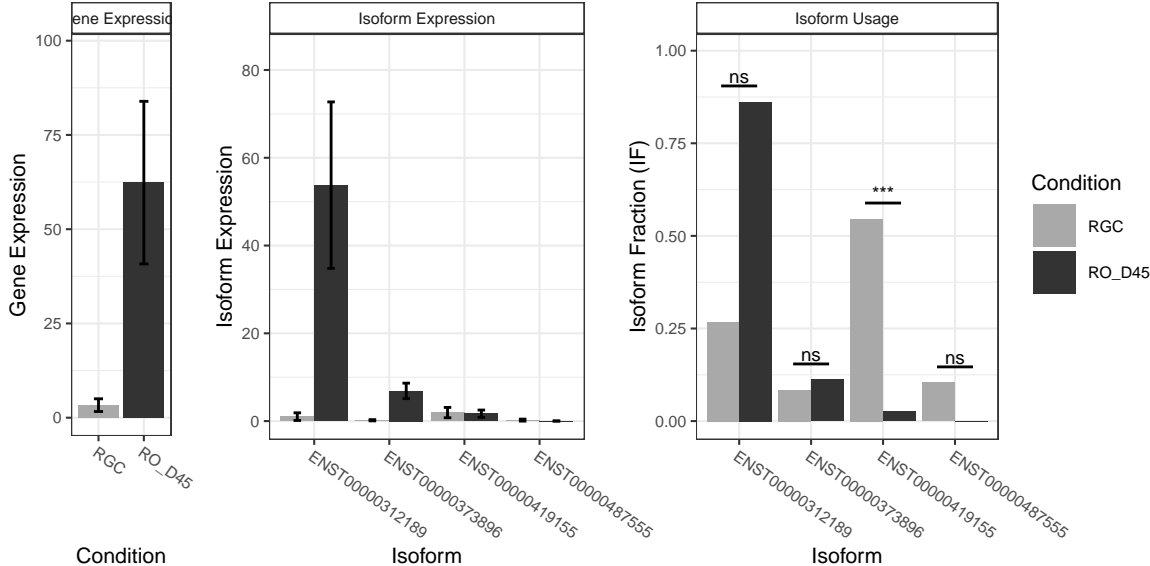 ene Expressio
Isoform Expression
Isoform Usage
Gene Expression
100
75
50
25
0
RGC
RO_D45
Condition
Isoform Expression
80
60
40
20
0
ENST00000312189
ENST00000373896
ENST00000419155
ENST00000487555
Isoform
Isoform Fraction (IF)
1.00
0.75
0.50
0.25
0.00
ns
ns
***
ns
ENST00000312189
ENST00000373896
ENST00000419155
ENST00000487555
Isoform
Condition
RGC
RO_D45